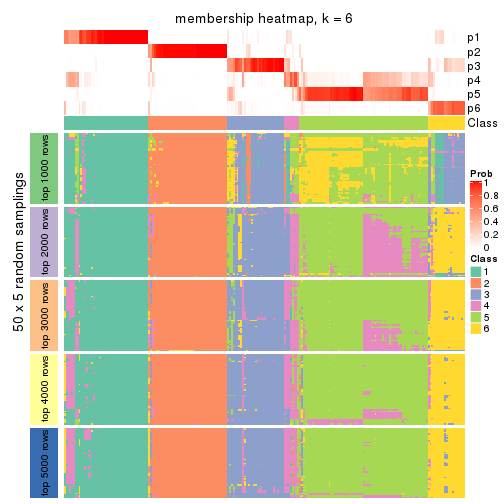 membership heatmap, k = 6
p1
p2
p3
p4
p5
p6
Class
50 x 5 random samplings
top 1000 rows
top 2000 rows
top 3000 rows
top 4000 rows
top 5000 rows
Prob
1
0.8
0.6
0.4
0.2
0
Class
1
2
3
4
5
6